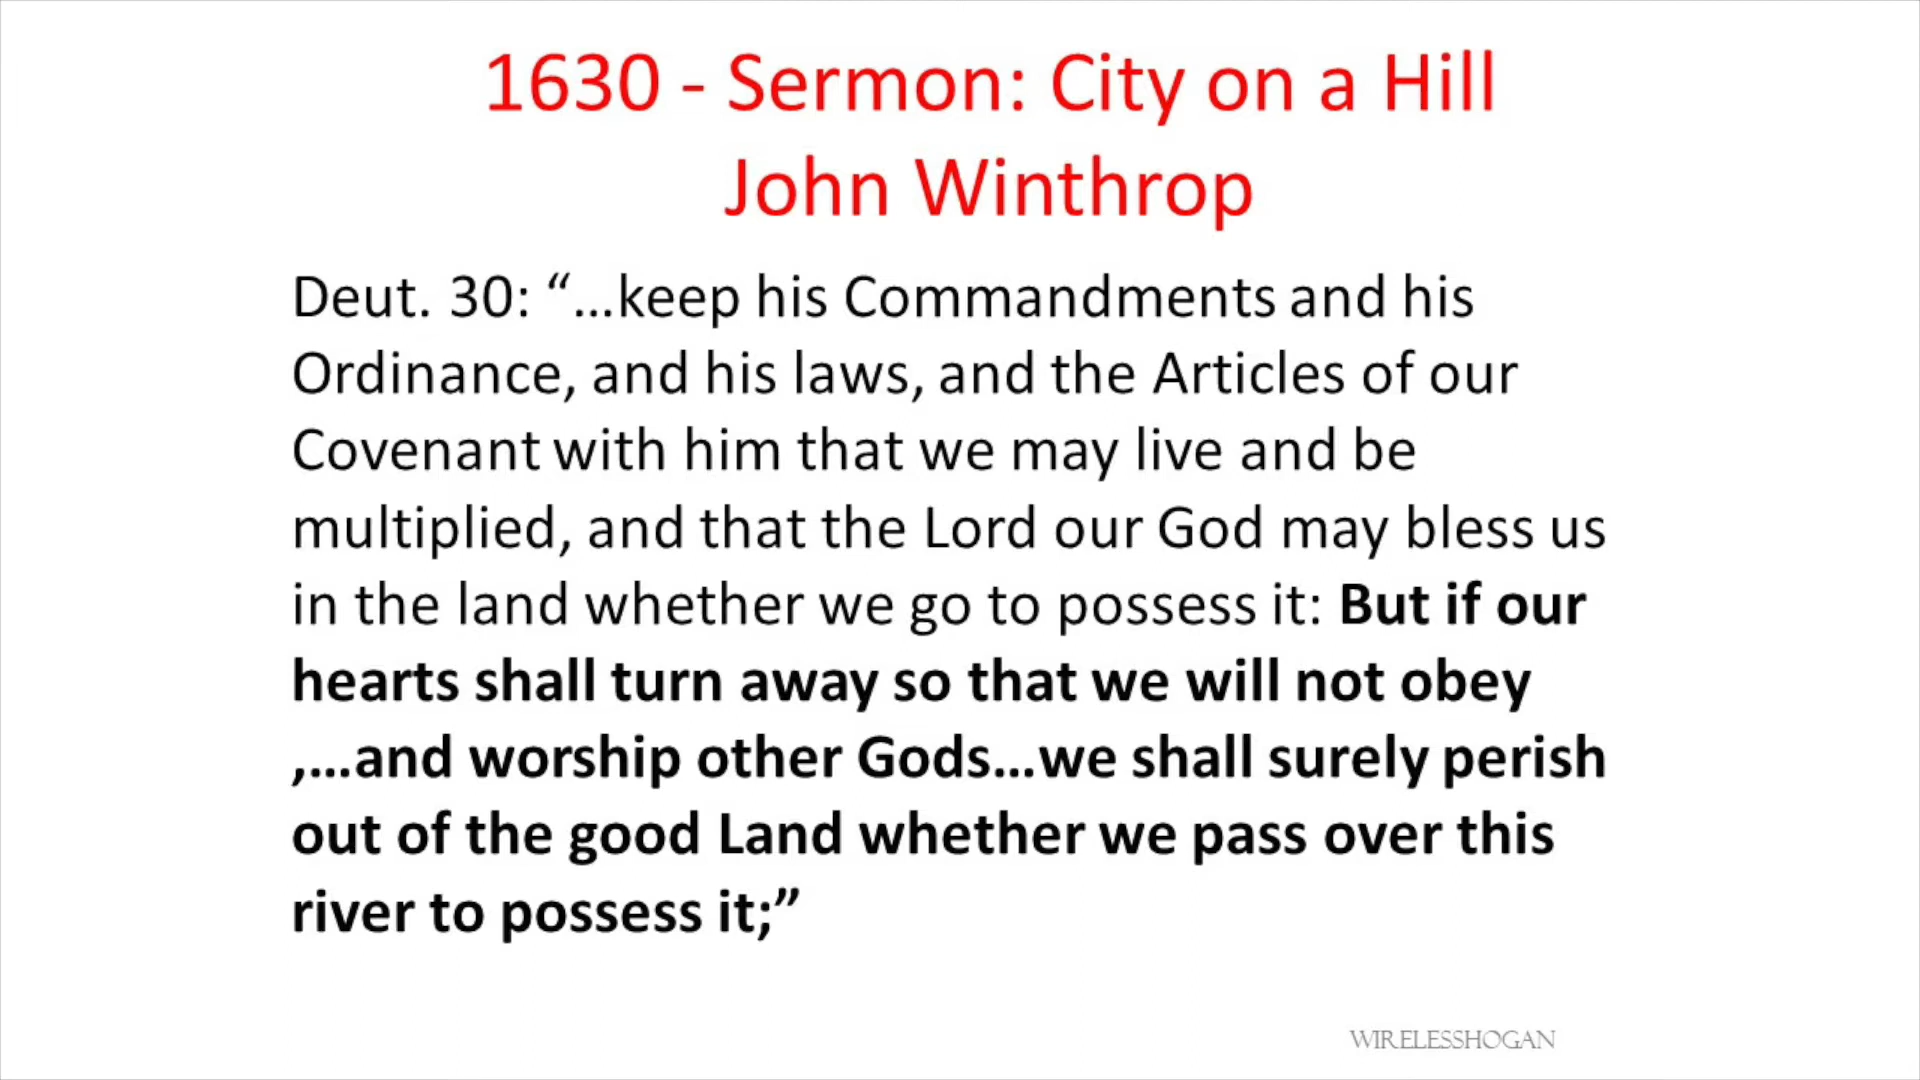 1630 - Sermon: City on a Hill
John Winthrop
Deut. 30: “…keep his Commandments and his
Ordinance, and his laws, and the Articles of our
Covenant with him that we may live and be
multiplied, and that the Lord our God may bless us
in the land whether we go to possess it: But if our
hearts shall turn away so that we will not obey
,…and worship other Gods…we shall surely perish
out of the good Land whether we pass over this
river to possess it;”
WIRELESSHOGAN